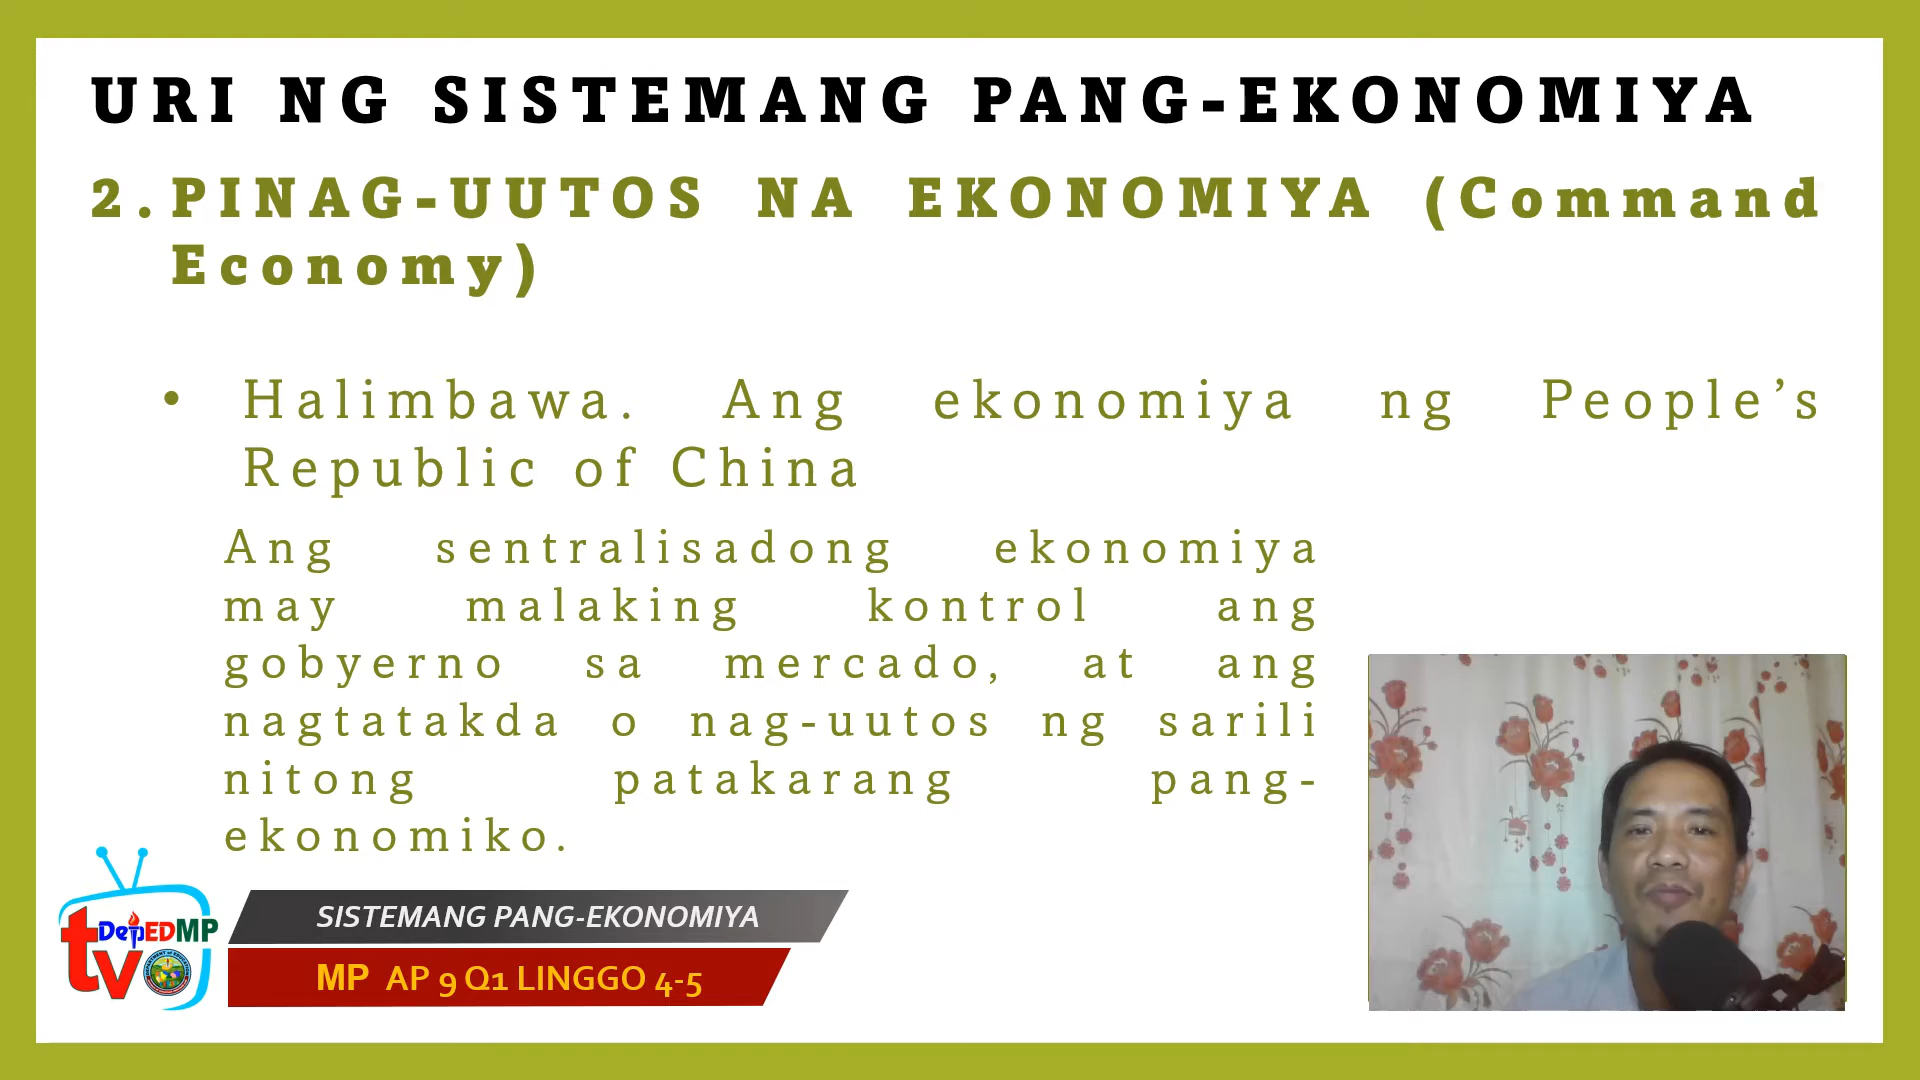 URI NG SISTEMANG PANG-EKONOMIYA
2. PINAG-UUTOS NA EKONOMIYA (Command
Economy)
• Halimbawa. Ang ekonomiya ng People’s
Republic of China
Ang sentralisadong ekonomiya
may malaking kontrol ang
gobyerno sa mercado, at ang
nagtatakda o nag-uutos ng sarili
nitong patakarang pang-
ekonomiko.
DepEDMP
tv
SISTEMANG PANG-EKONOMIYA
MP AP 9 Q1 LINGGO 4-5